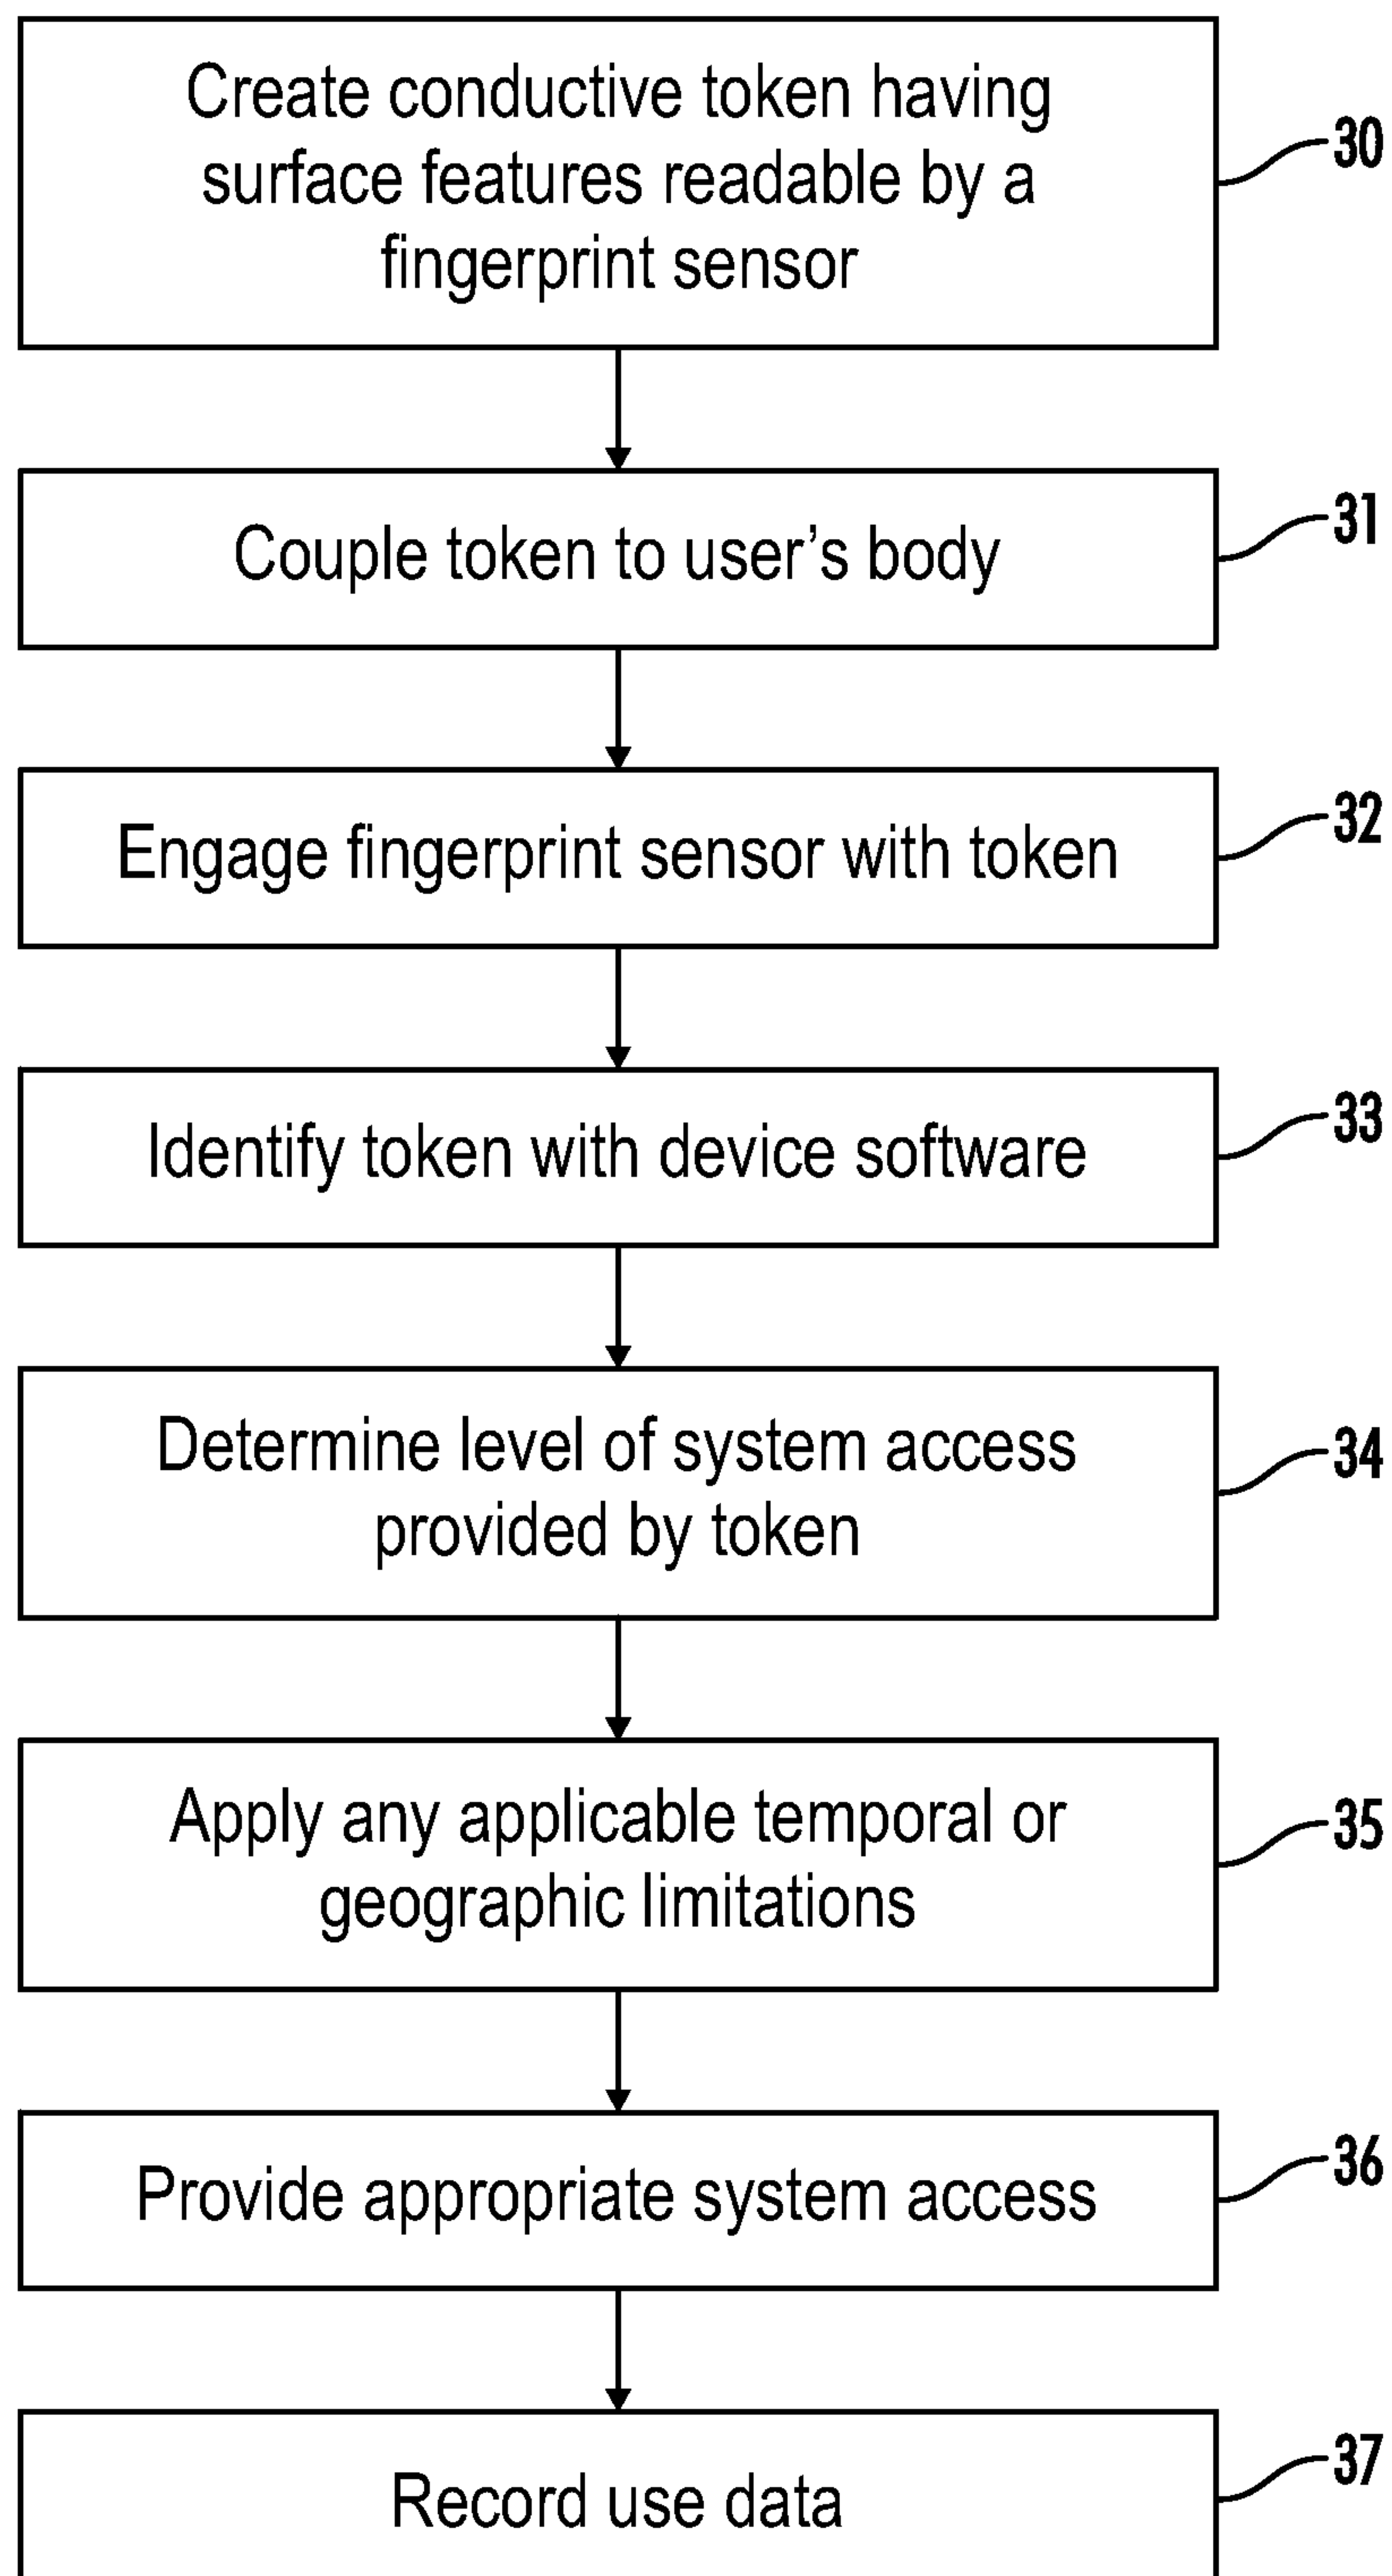 Create conductive token having
surface features readable by a
fingerprint sensor
30
Couple token to user’s body
31
Engage fingerprint sensor with token
32
Identify token with device software
33
Determine level of system access
provided by token
34
Apply any applicable temporal or
geographic limitations
35
Provide appropriate system access
36
Record use data
37